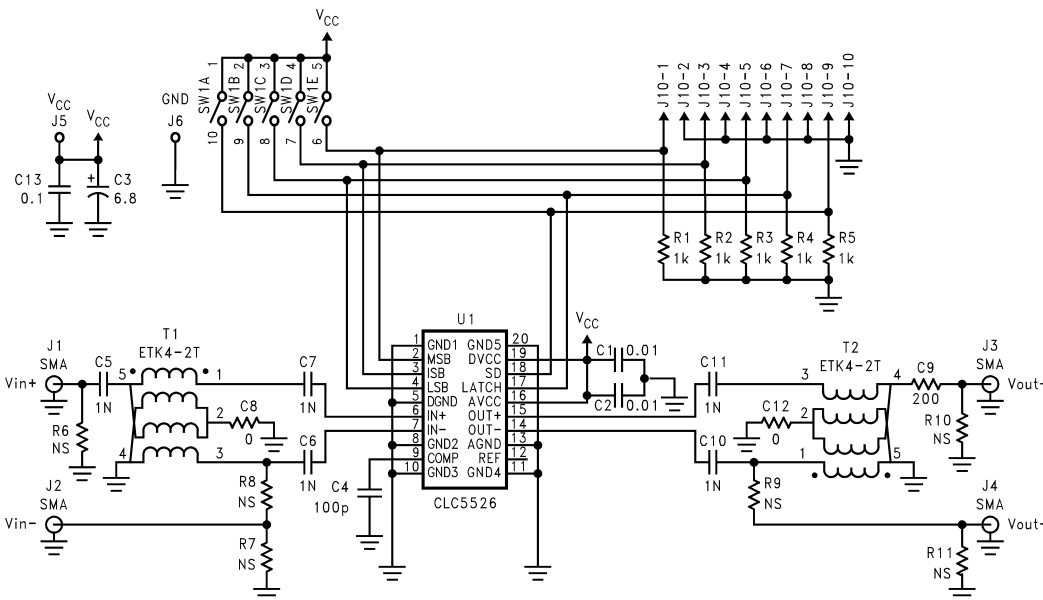 VCC
1 2 3 4 5
SW1A SW1B SW1C SW1D SW1E
10 9 8 7 6
J10-1 J10-2 J10-3 J10-4 J10-5 J10-6 J10-7 J10-8 J10-9 J10-10
GND
J6
VCC
J5
VCC
C13
0.1
+
C3
6.8
R1
1k
R2
1k
R3
1k
R4
1k
R5
1k
U1
1 GND1 GND5 20
2 MSB DVCC 19
3 ISB SD 18
4 LSB LATCH 17
5 DGND AVCC 16
6 IN+ OUT+ 15
7 IN- OUT- 14
8 GND2 AGND 13
9 COMP REF 12
10 GND3 GND4 11
CLC5526
VCC
C1 0.01
C2 0.01
J1
SMA
Vin+
C5
1N
R6
NS
T1
ETK4-2T
5 1
2
4 3
C8
0
C7
1N
C6
1N
R8
NS
J2
SMA
Vin-
R7
NS
C4
100p
C11
1N
C10
1N
T2
ETK4-2T
3 4
2
1 5
C12
0
C9
200
J3
SMA
Vout-
R10
NS
R9
NS
J4
SMA
Vout-
R11
NS